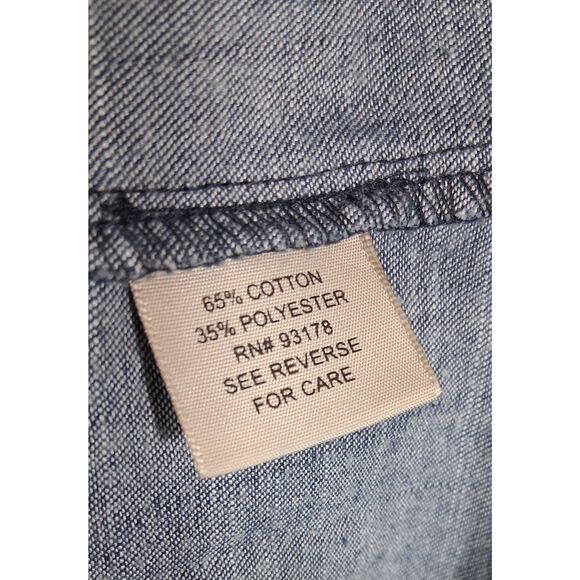 65% COTTON
35% POLYESTER
RN# 93178
SEE REVERSE
FOR CARE